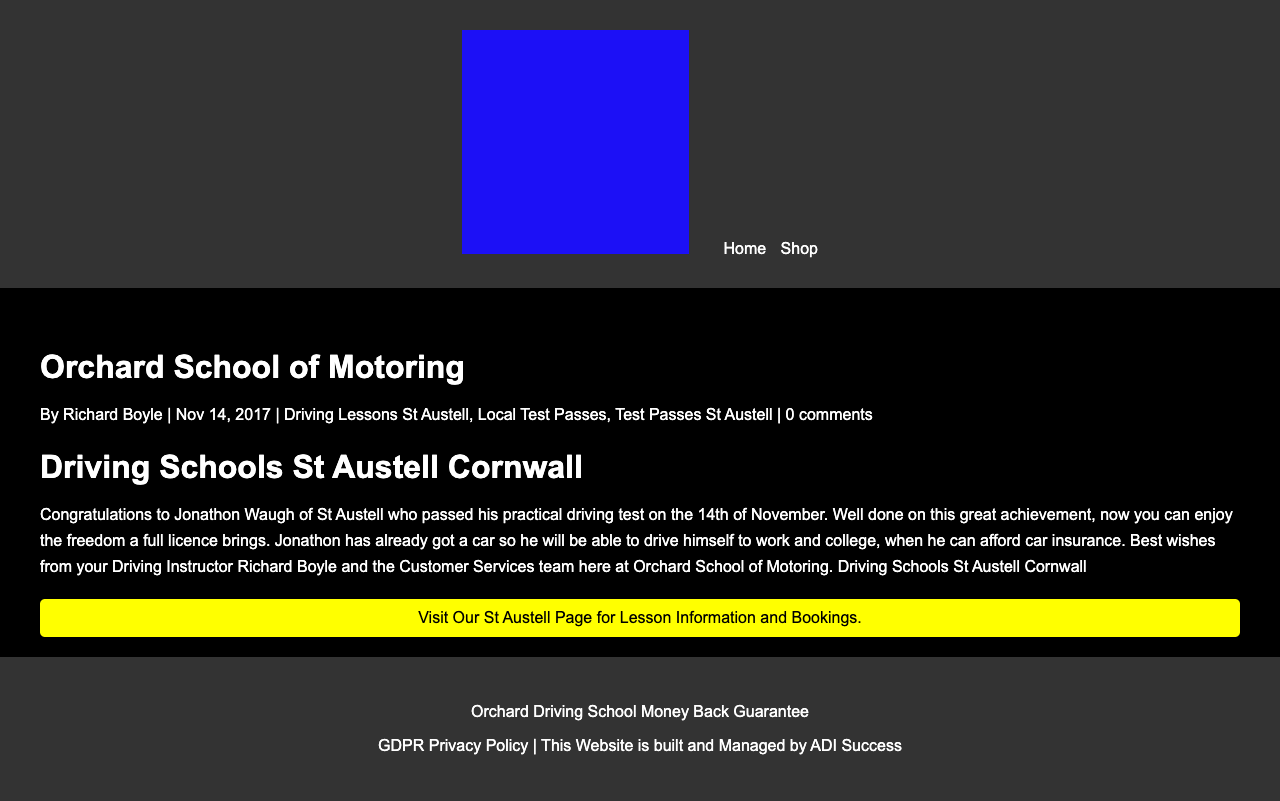 Home Shop
Orchard School of Motoring
By Richard Boyle | Nov 14, 2017 | Driving Lessons St Austell, Local Test Passes, Test Passes St Austell | 0 comments
Driving Schools St Austell Cornwall
Congratulations to Jonathon Waugh of St Austell who passed his practical driving test on the 14th of November. Well done on this great achievement, now you can enjoy
the freedom a full licence brings. Jonathon has already got a car so he will be able to drive himself to work and college, when he can afford car insurance. Best wishes
from your Driving Instructor Richard Boyle and the Customer Services team here at Orchard School of Motoring. Driving Schools St Austell Cornwall
Visit Our St Austell Page for Lesson Information and Bookings.
Orchard Driving School Money Back Guarantee
GDPR Privacy Policy | This Website is built and Managed by ADI Success